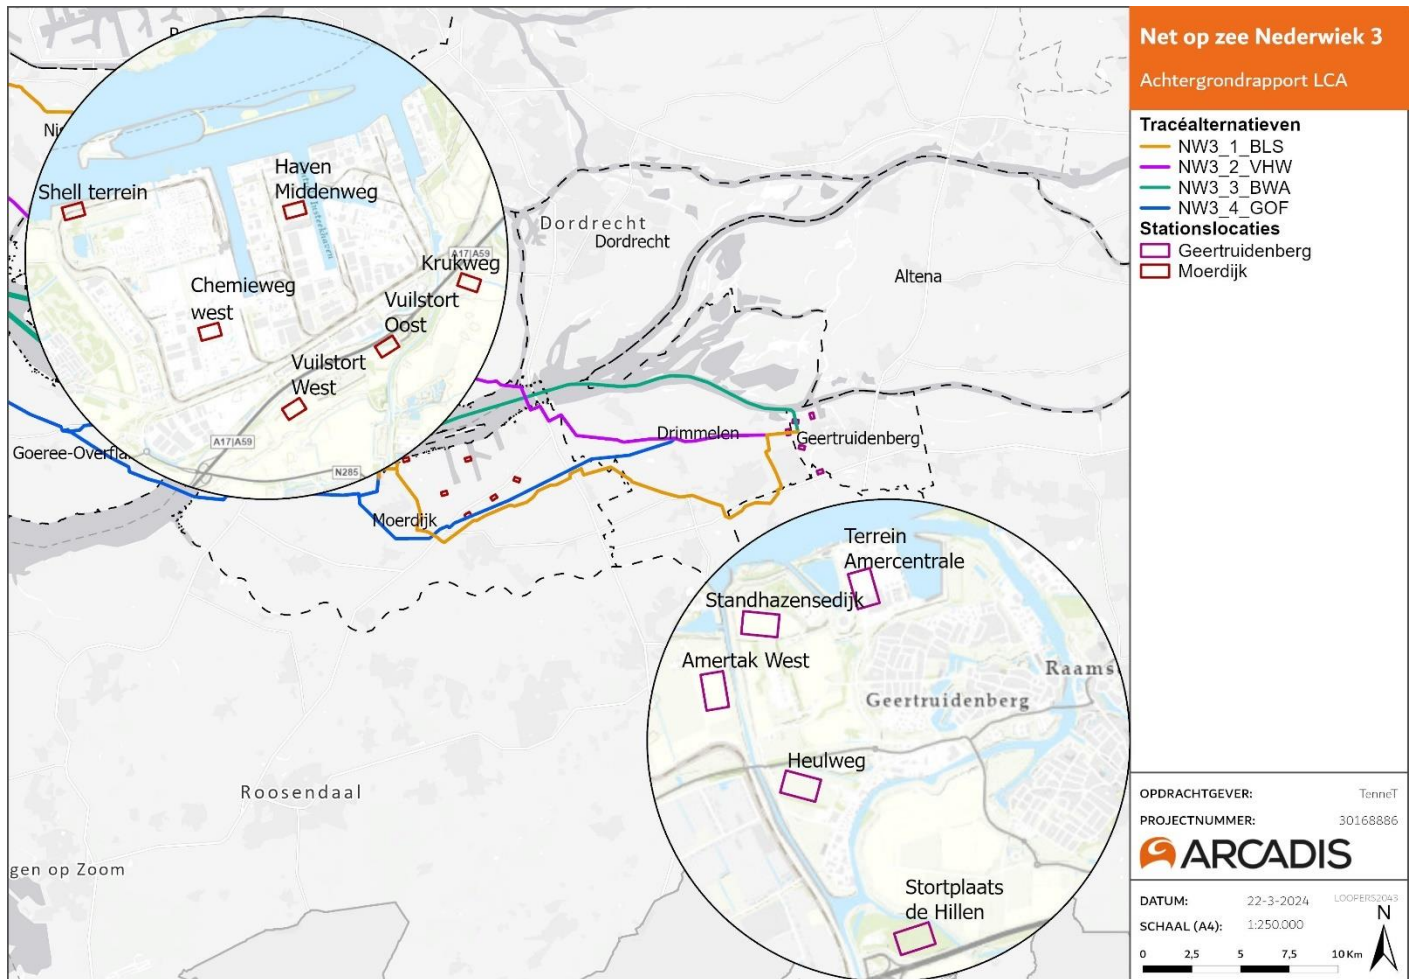 Net op zee Nederwiek 3
Achtergrondrapport LCA
Tracéalternatieven
NW3_1_BLS
NW3_2_VHW
NW3_3_BWA
NW3_4_GOF
Stationslocaties
Geertruidenberg
Moerdijk
Shell terrein
Haven
Middenweg
Chemieweg
west
Krukweg
Vuilstort
Oost
Vuilstort
West
A17|A59
A17|A59
N285
Dordrecht
Dordrecht
Altena
Drimmelen
Geertruidenberg
Moerdijk
Goeree-Overfla
Roosendaal
gen op Zoom
Terrein
Amercentrale
Standhazensedijk
Amertak West
Raams
Geertruidenberg
Heulweg
Stortplaats
de Hillen
OPDRACHTGEVER: TenneT
PROJECTNUMMER: 30168886
ARCADIS
DATUM: 22-3-2024
LOOPERS2043
SCHAAL (A4): 1:250.000
N
0 2,5 5 7,5 10 Km